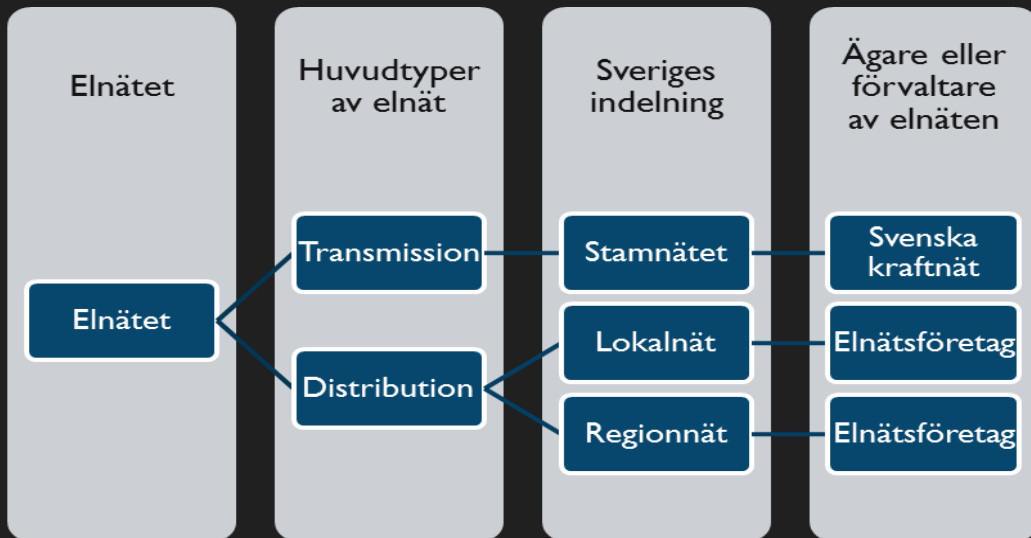 Elnätet
Huvudtyper
av elnät
Sveriges
indelning
Ägare eller
förvaltare
av elnäten
Elnätet
Transmission
Distribution
Stamnätet
Lokalnät
Regionnät
Svenska
kraftnät
Elnätsföretag
Elnätsföretag